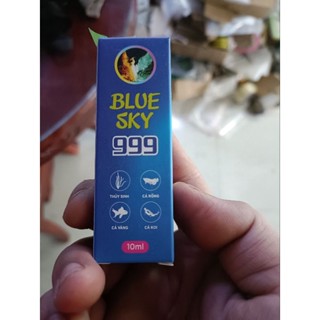 BLUE
SKY
999
THỦY SINH
CÁ RỒNG
CÁ VÀNG
CÁ KOI
10ml